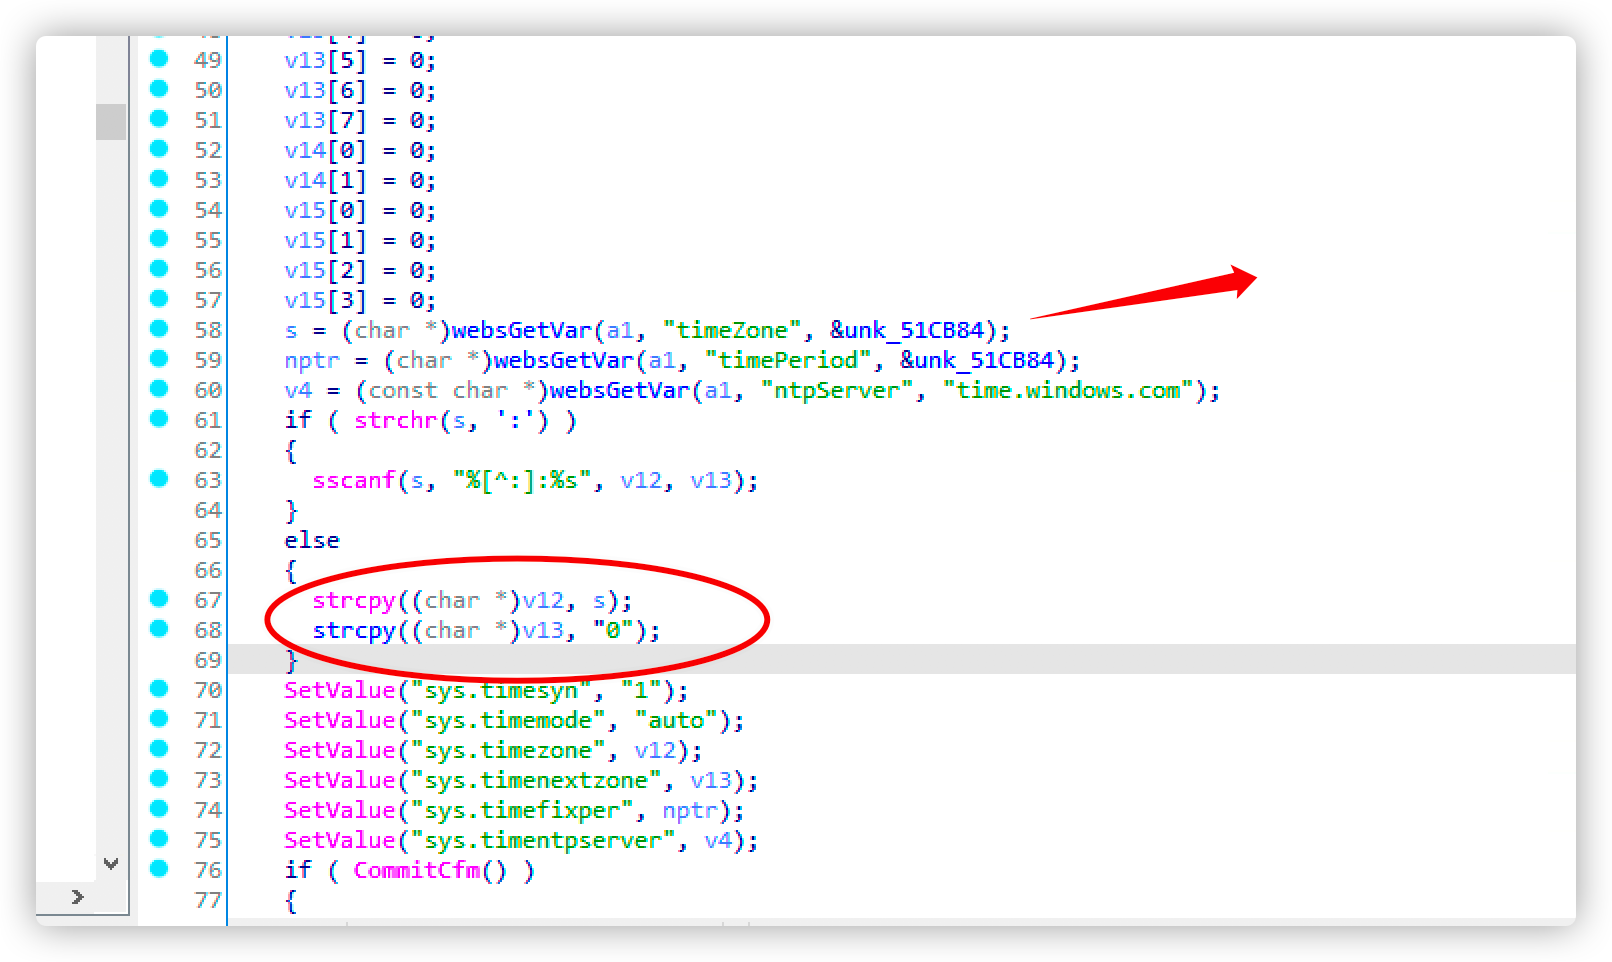 49 v13[5] = 0;
50 v13[6] = 0;
51 v13[7] = 0;
52 v14[0] = 0;
53 v14[1] = 0;
54 v15[0] = 0;
55 v15[1] = 0;
56 v15[2] = 0;
57 v15[3] = 0;
58 s = (char *)websGetVar(a1, "timeZone", &unk_51CB84);
59 nptr = (char *)websGetVar(a1, "timePeriod", &unk_51CB84);
60 v4 = (const char *)websGetVar(a1, "ntpServer", "time.windows.com");
61 if ( strchr(s, ':') )
62 {
63 sscanf(s, "%[^:]:%s", v12, v13);
64 }
65 else
66 {
67 strcpy((char *)v12, s);
68 strcpy((char *)v13, "0");
69 }
70 SetValue("sys.timesyn", "1");
71 SetValue("sys.timemode", "auto");
72 SetValue("sys.timezone", v12);
73 SetValue("sys.timenextzone", v13);
74 SetValue("sys.timefixper", nptr);
75 SetValue("sys.timentpserver", v4);
76 if ( CommitCfm() )
77 {